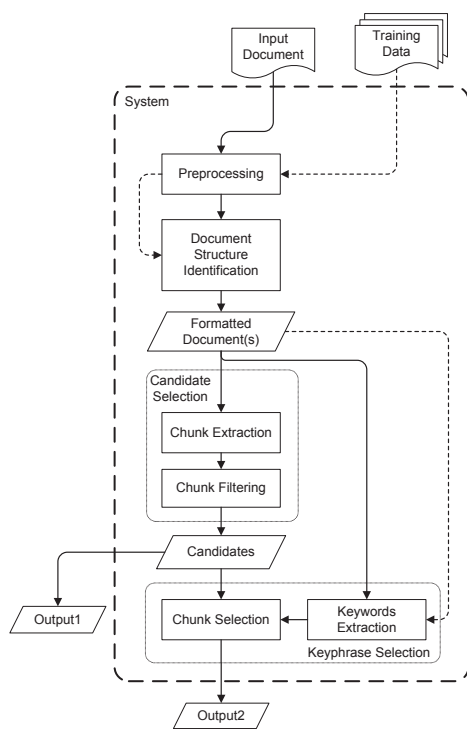 Input
Document
Training
Data
System
Preprocessing
Document
Structure
Identification
Formatted
Document(s)
Candidate
Selection
Chunk Extraction
Chunk Filtering
Candidates
Output1
Chunk Selection
Keywords
Extraction
Keyphrase Selection
Output2